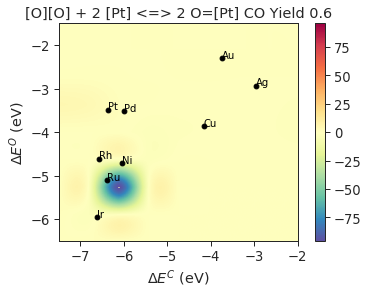 [O][O] + 2 [Pt] <=> 2 O=[Pt] CO Yield 0.6
−2
−3
−4
−5
−6
ΔE^O (eV)
Au
Ag
Pt
Pd
Cu
Rh
Ni
Ru
Ir
−7
−6
−5
−4
−3
−2
ΔE^C (eV)
75
50
25
0
−25
−50
−75